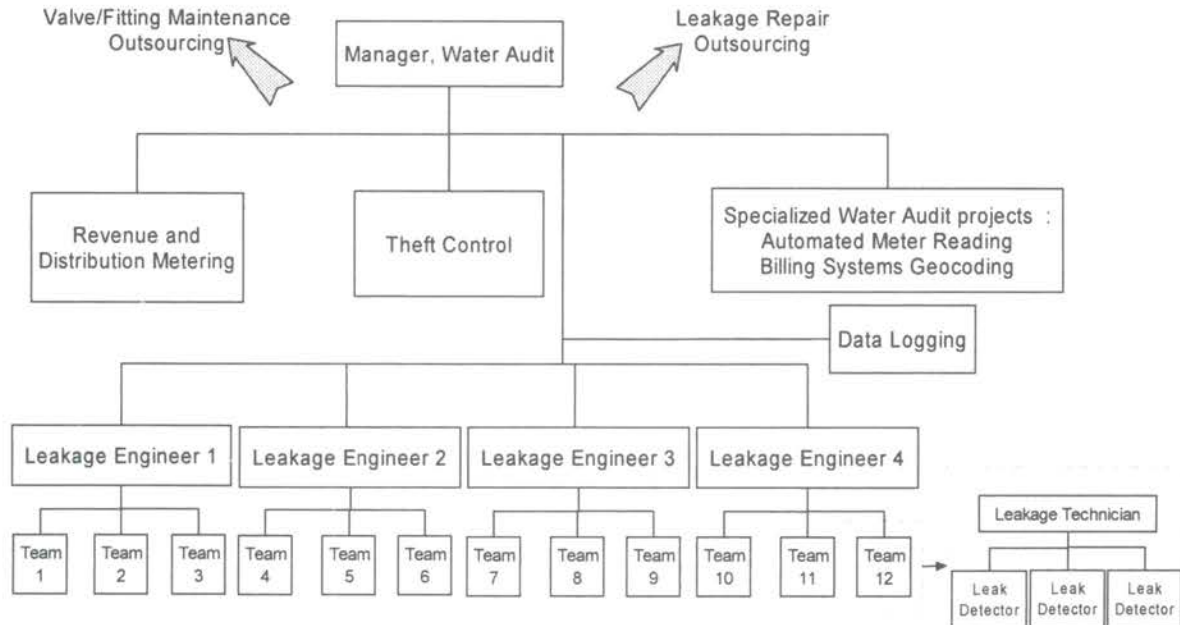 Valve/Fitting Maintenance
Outsourcing
Leakage Repair
Outsourcing
Manager, Water Audit
Revenue and
Distribution Metering
Theft Control
Specialized Water Audit projects :
Automated Meter Reading
Billing Systems Geocoding
Data Logging
Leakage Engineer 1
Leakage Engineer 2
Leakage Engineer 3
Leakage Engineer 4
Team
1
Team
2
Team
3
Team
4
Team
5
Team
6
Team
7
Team
8
Team
9
Team
10
Team
11
Team
12
Leakage Technician
Leak
Detector
Leak
Detector
Leak
Detector